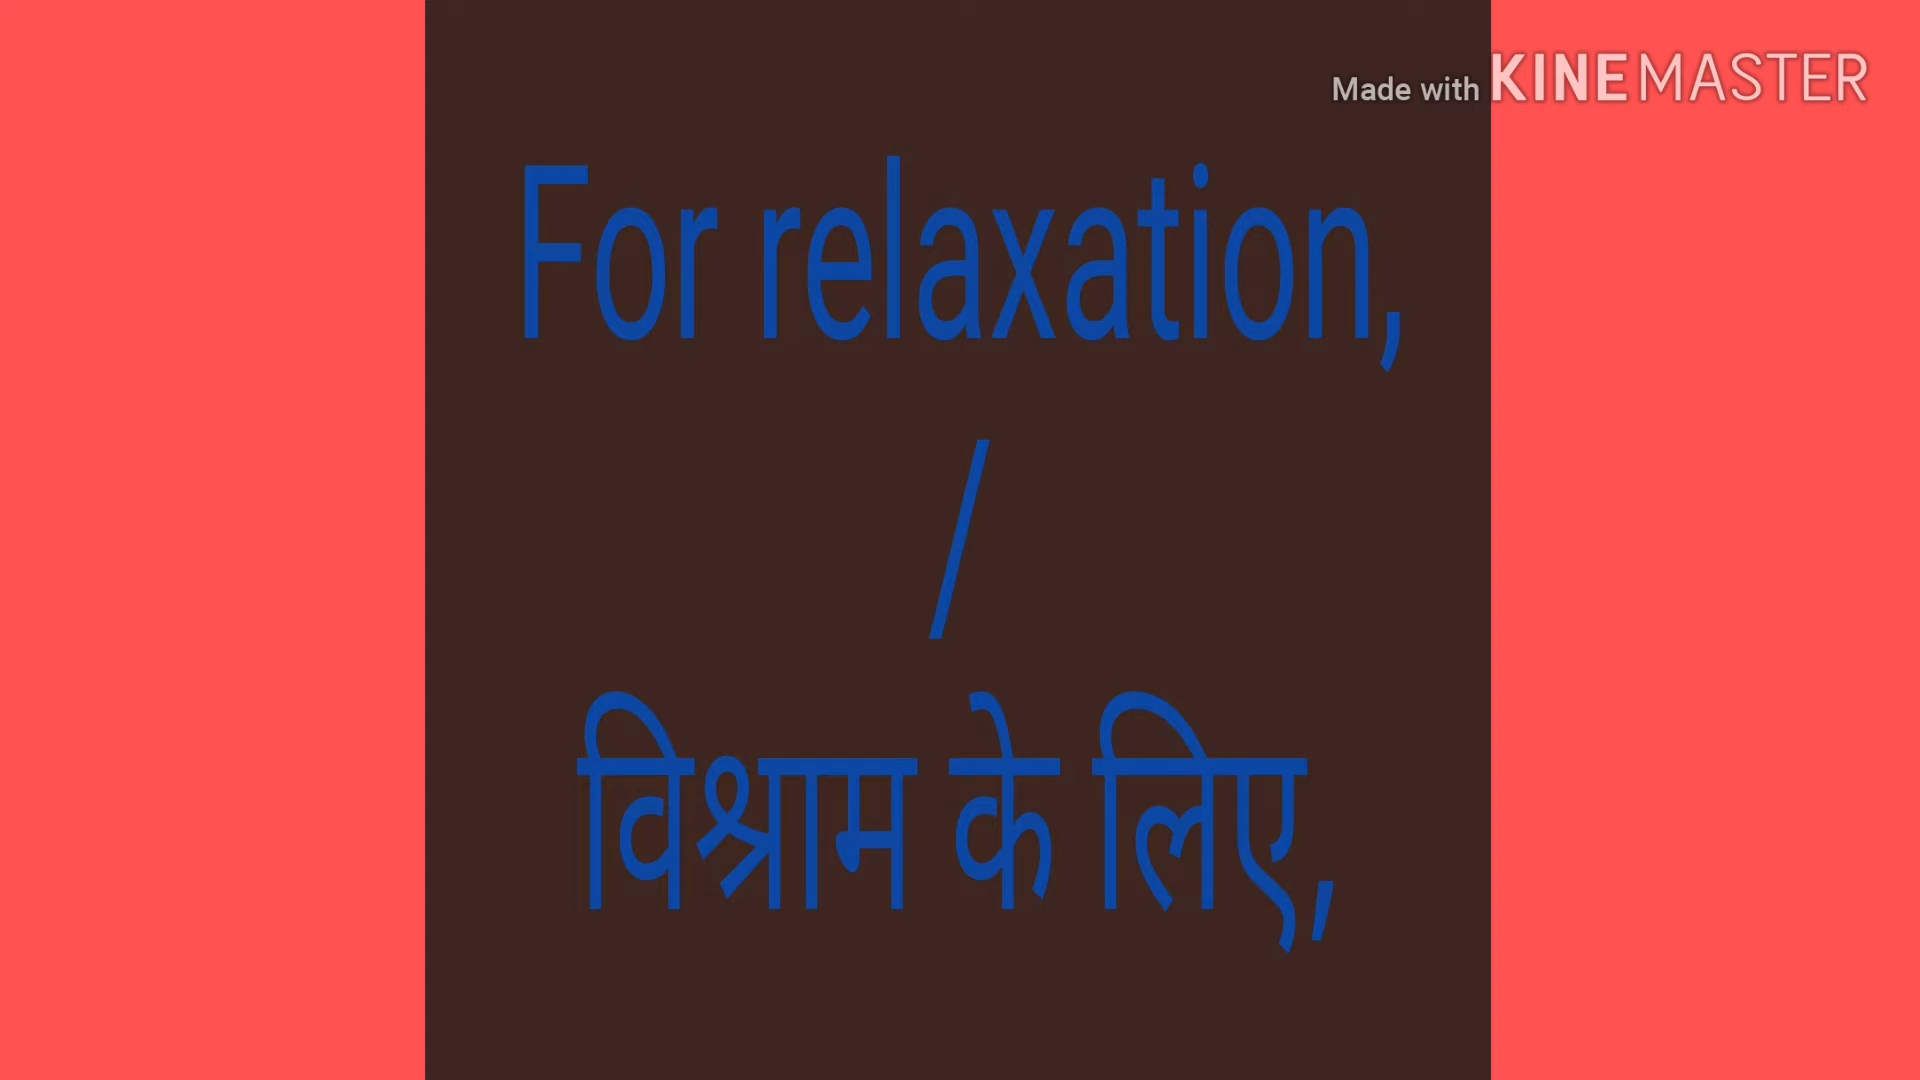 Made with KINEMASTER
For relaxation,
/
विश्राम के लिए,